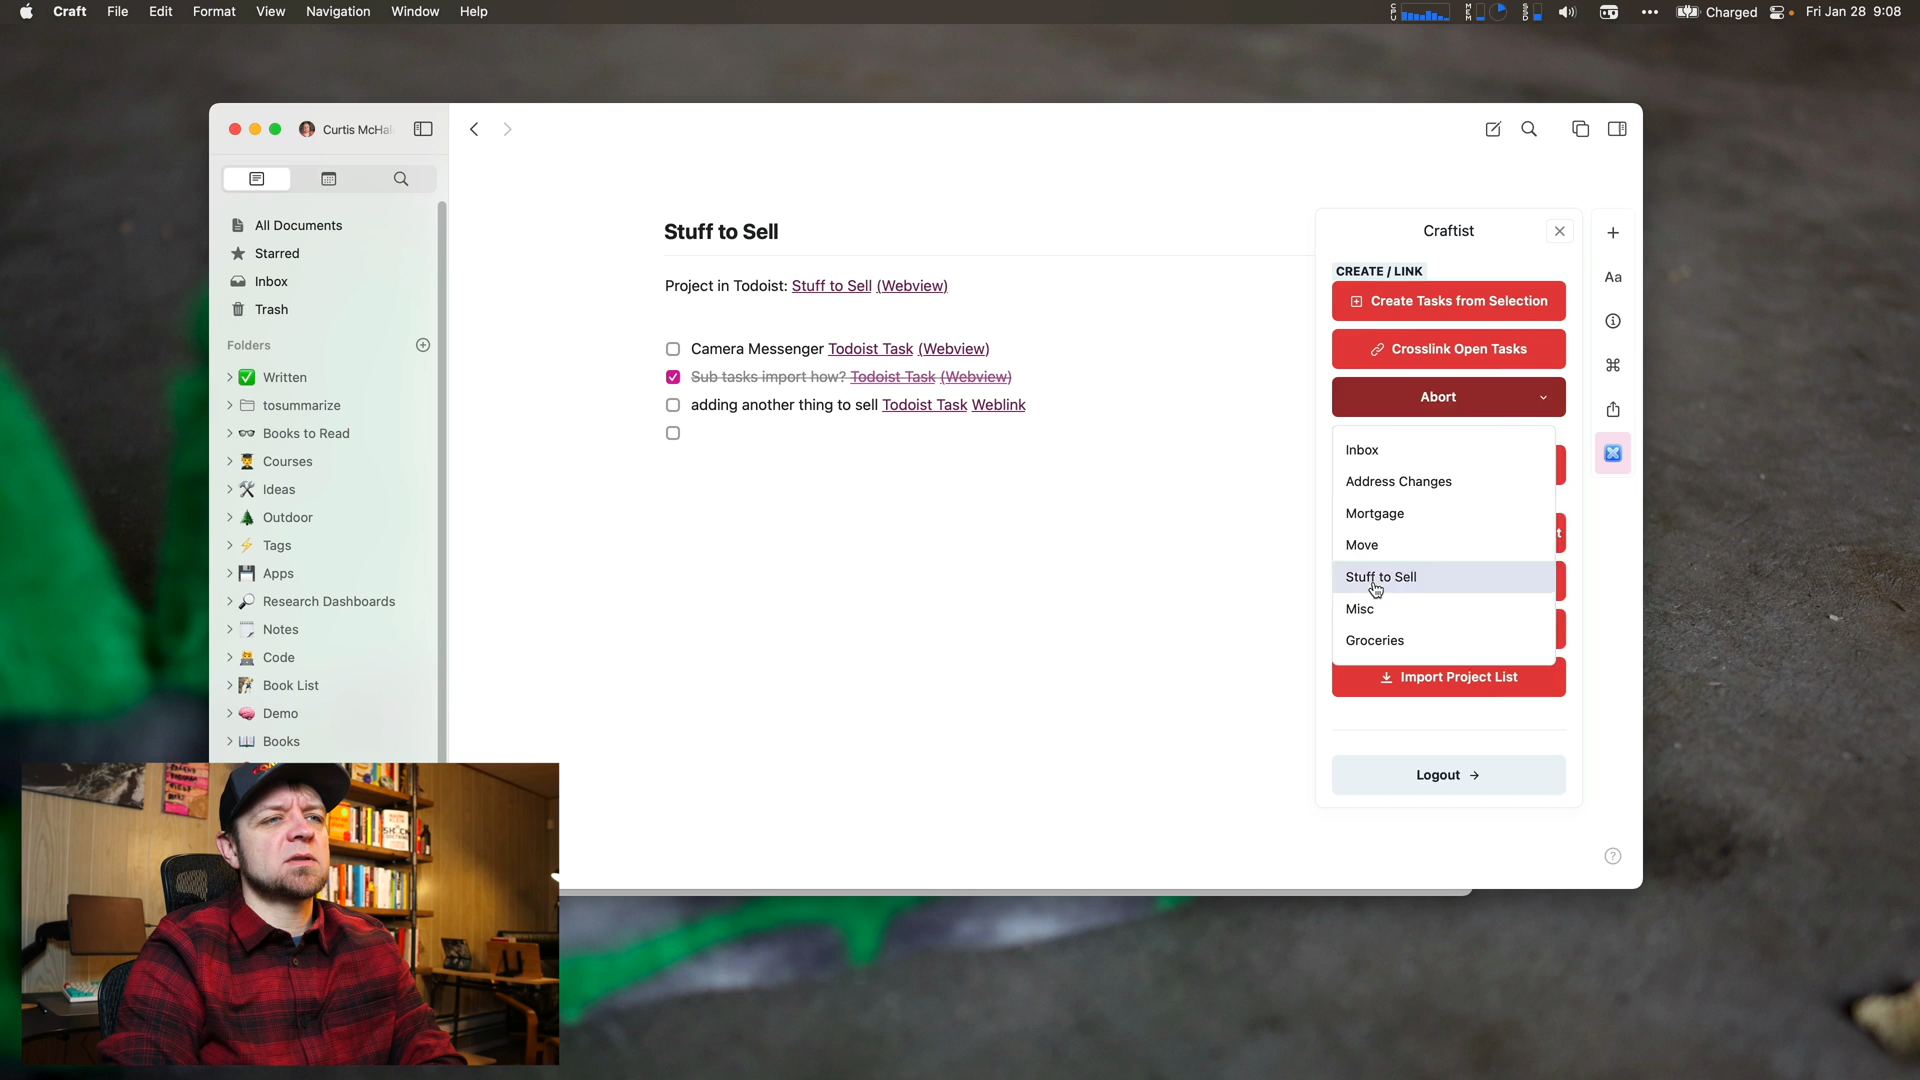 Craft File Edit Format View Navigation Window Help
CPU MEM SSD Charged Fri Jan 28 9:08
Curtis McHal
All Documents
Starred
Inbox
Trash
Folders
Written
tosummarize
Books to Read
Courses
Ideas
Outdoor
Tags
Apps
Research Dashboards
Notes
Code
Book List
Demo
Books
Stuff to Sell
Project in Todoist: Stuff to Sell (Webview)
Camera Messenger Todoist Task (Webview)
Sub tasks import how? Todoist Task (Webview)
adding another thing to sell Todoist Task Weblink
Craftist
CREATE / LINK
Create Tasks from Selection
Crosslink Open Tasks
Abort
Inbox
Address Changes
Mortgage
Move
Stuff to Sell
Misc
Groceries
t
Import Project List
Logout →
Aa
SHOCK